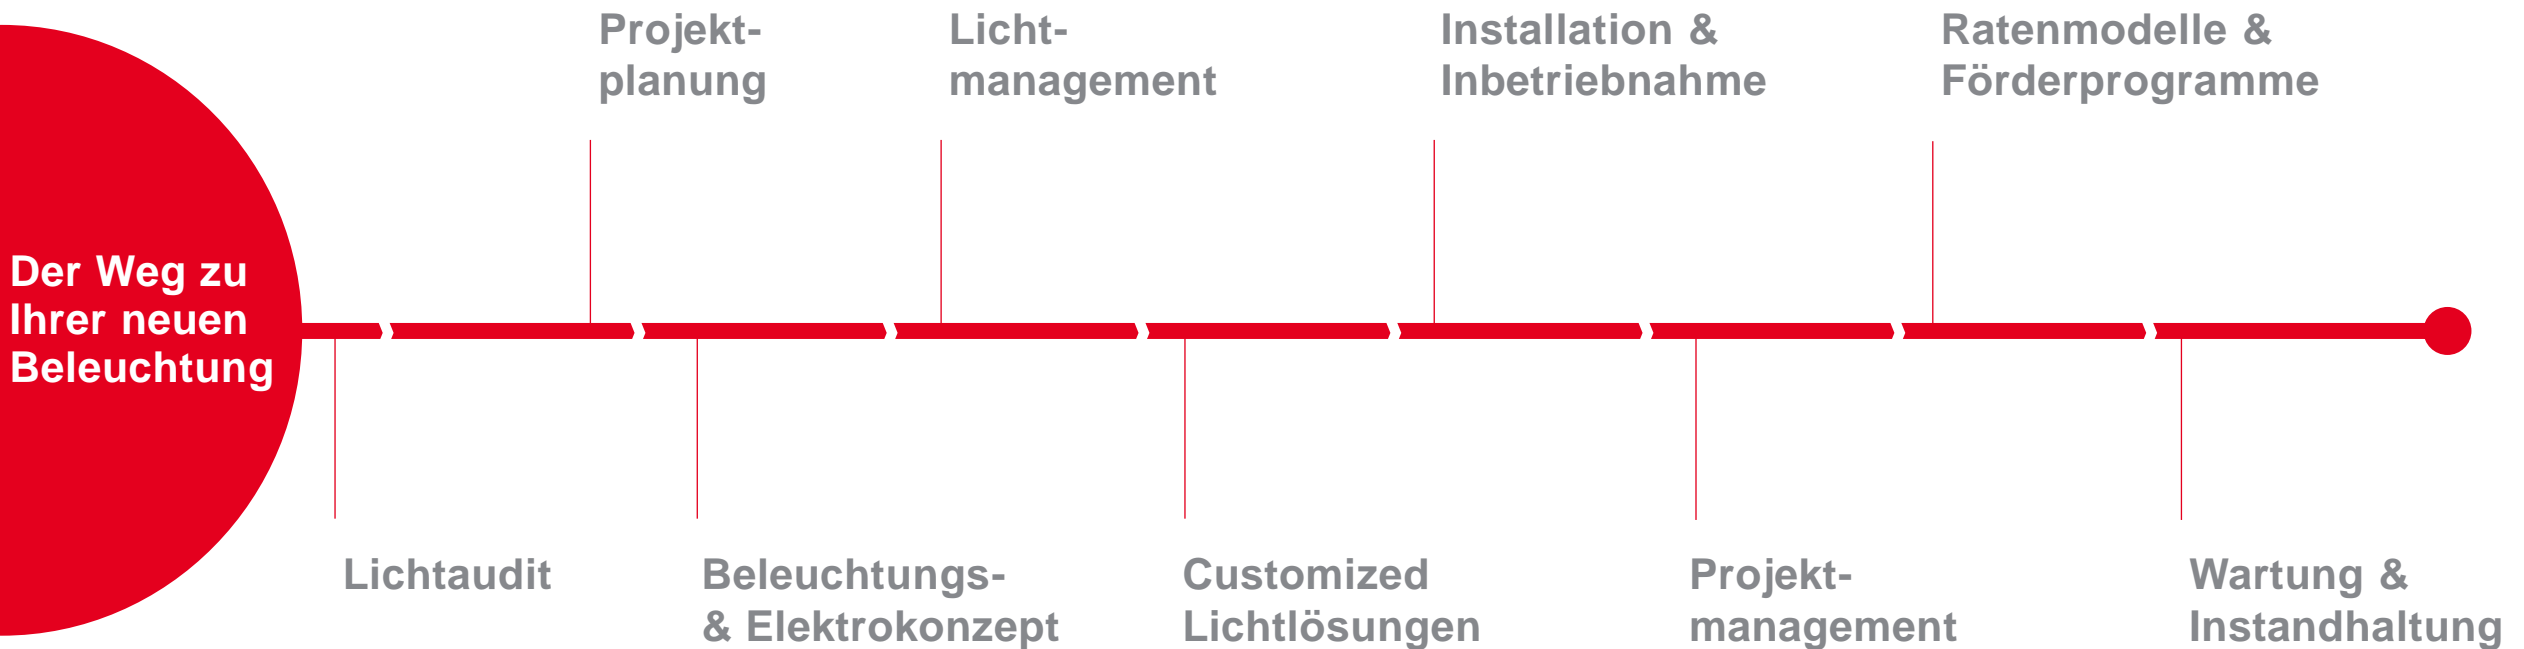 Der Weg zu
Ihrer neuen
Beleuchtung
Lichtaudit
Projekt-
planung
Beleuchtungs-
& Elektrokonzept
Licht-
management
Customized
Lichtlösungen
Installation &
Inbetriebnahme
Projekt-
management
Ratenmodelle &
Förderprogramme
Wartung &
Instandhaltung